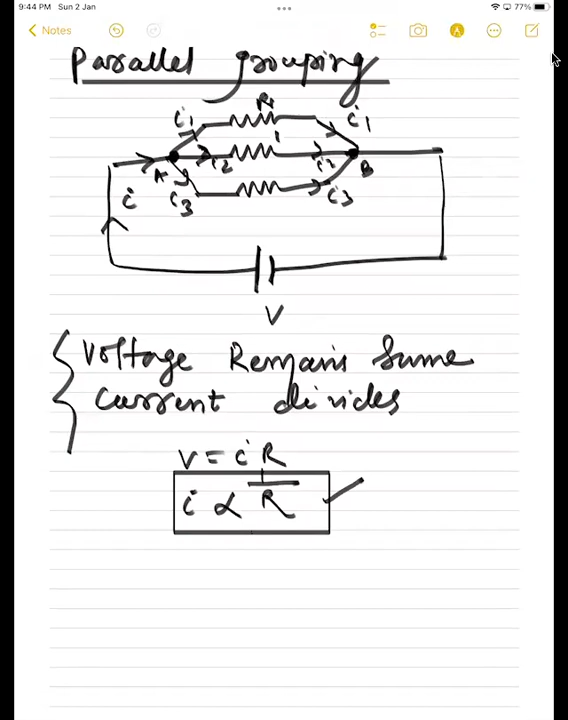 9:44 PM Sun 2 Jan
77%
Notes
Parallel grouping
R1
i1 i1
i2 i2
A B
i i3 i3
V
Voltage Remains Same
current divides
V = iR
i ∝ 1/R